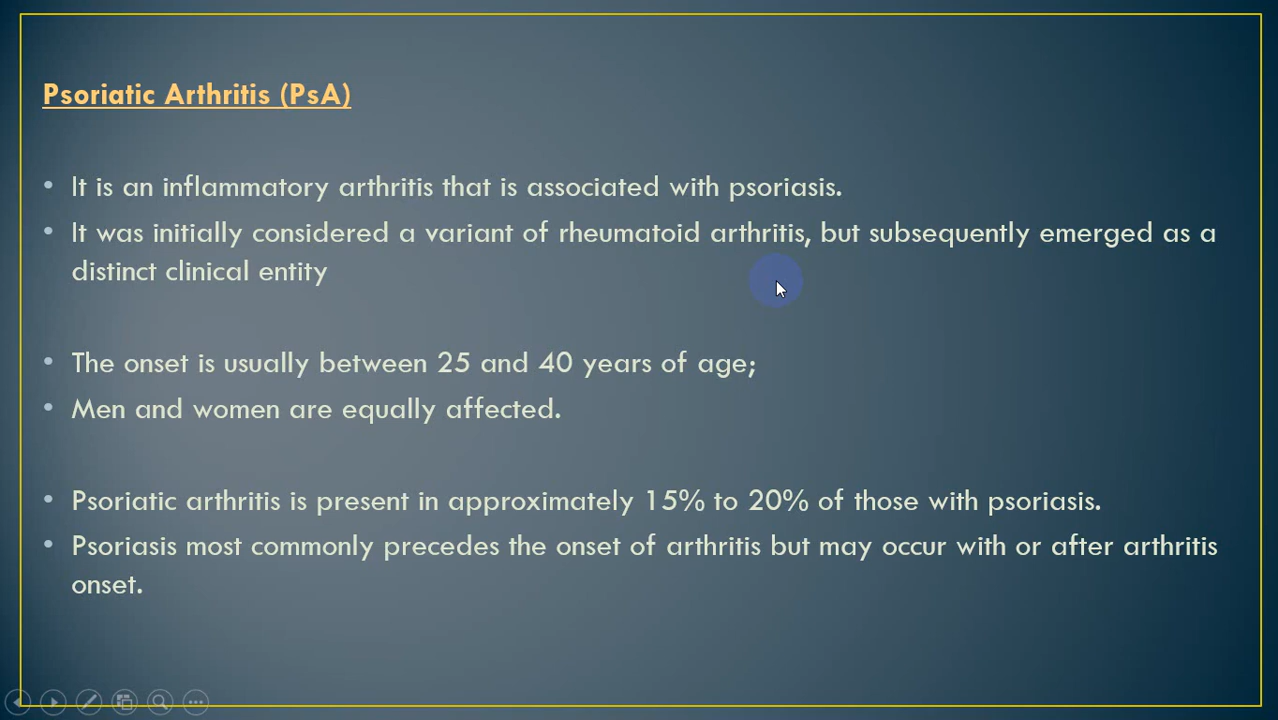 Psoriatic Arthritis (PsA)
• It is an inflammatory arthritis that is associated with psoriasis.
• It was initially considered a variant of rheumatoid arthritis, but subsequently emerged as a
distinct clinical entity
• The onset is usually between 25 and 40 years of age;
• Men and women are equally affected.
• Psoriatic arthritis is present in approximately 15% to 20% of those with psoriasis.
• Psoriasis most commonly precedes the onset of arthritis but may occur with or after arthritis
onset.